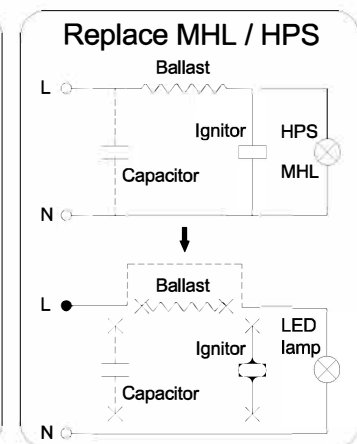 Replace MHL / HPS
Ballast
L
Ignitor
HPS
MHL
Capacitor
N
Ballast
L
LED
lamp
Ignitor
Capacitor
N